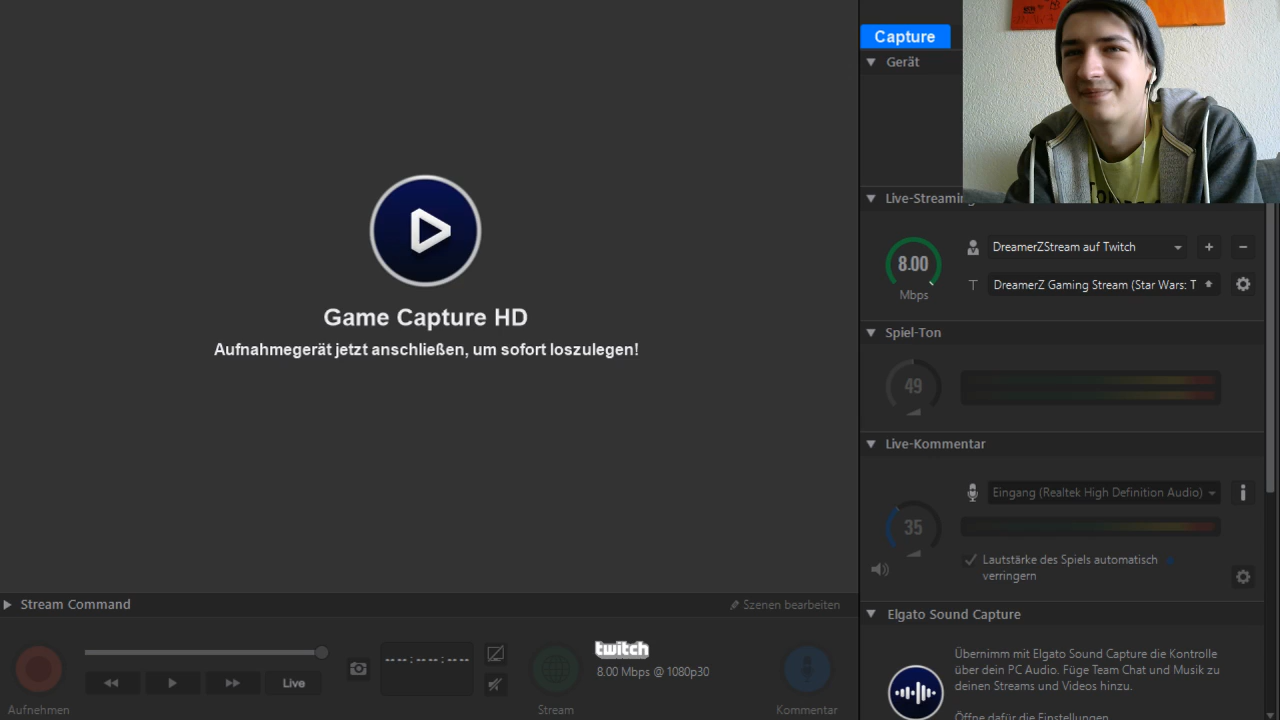 Capture
Gerät
Live-Streaming
8.00
Mbps
DreamerZStream auf Twitch
T
DreamerZ Gaming Stream (Star Wars: T
Spiel-Ton
49
Live-Kommentar
Eingang (Realtek High Definition Audio)
35
Lautstärke des Spiels automatisch
verringern
Elgato Sound Capture
Übernimm mit Elgato Sound Capture die Kontrolle
über dein PC Audio. Füge Team Chat und Musik zu
deinen Streams und Videos hinzu.
Öffne dafür die Einstellungen
Game Capture HD
Aufnahmegerät jetzt anschließen, um sofort loszulegen!
Stream Command
Szenen bearbeiten
Aufnehmen
Live
-- -- : -- -- : -- --
Stream
twitch
8.00 Mbps @ 1080p30
Kommentar